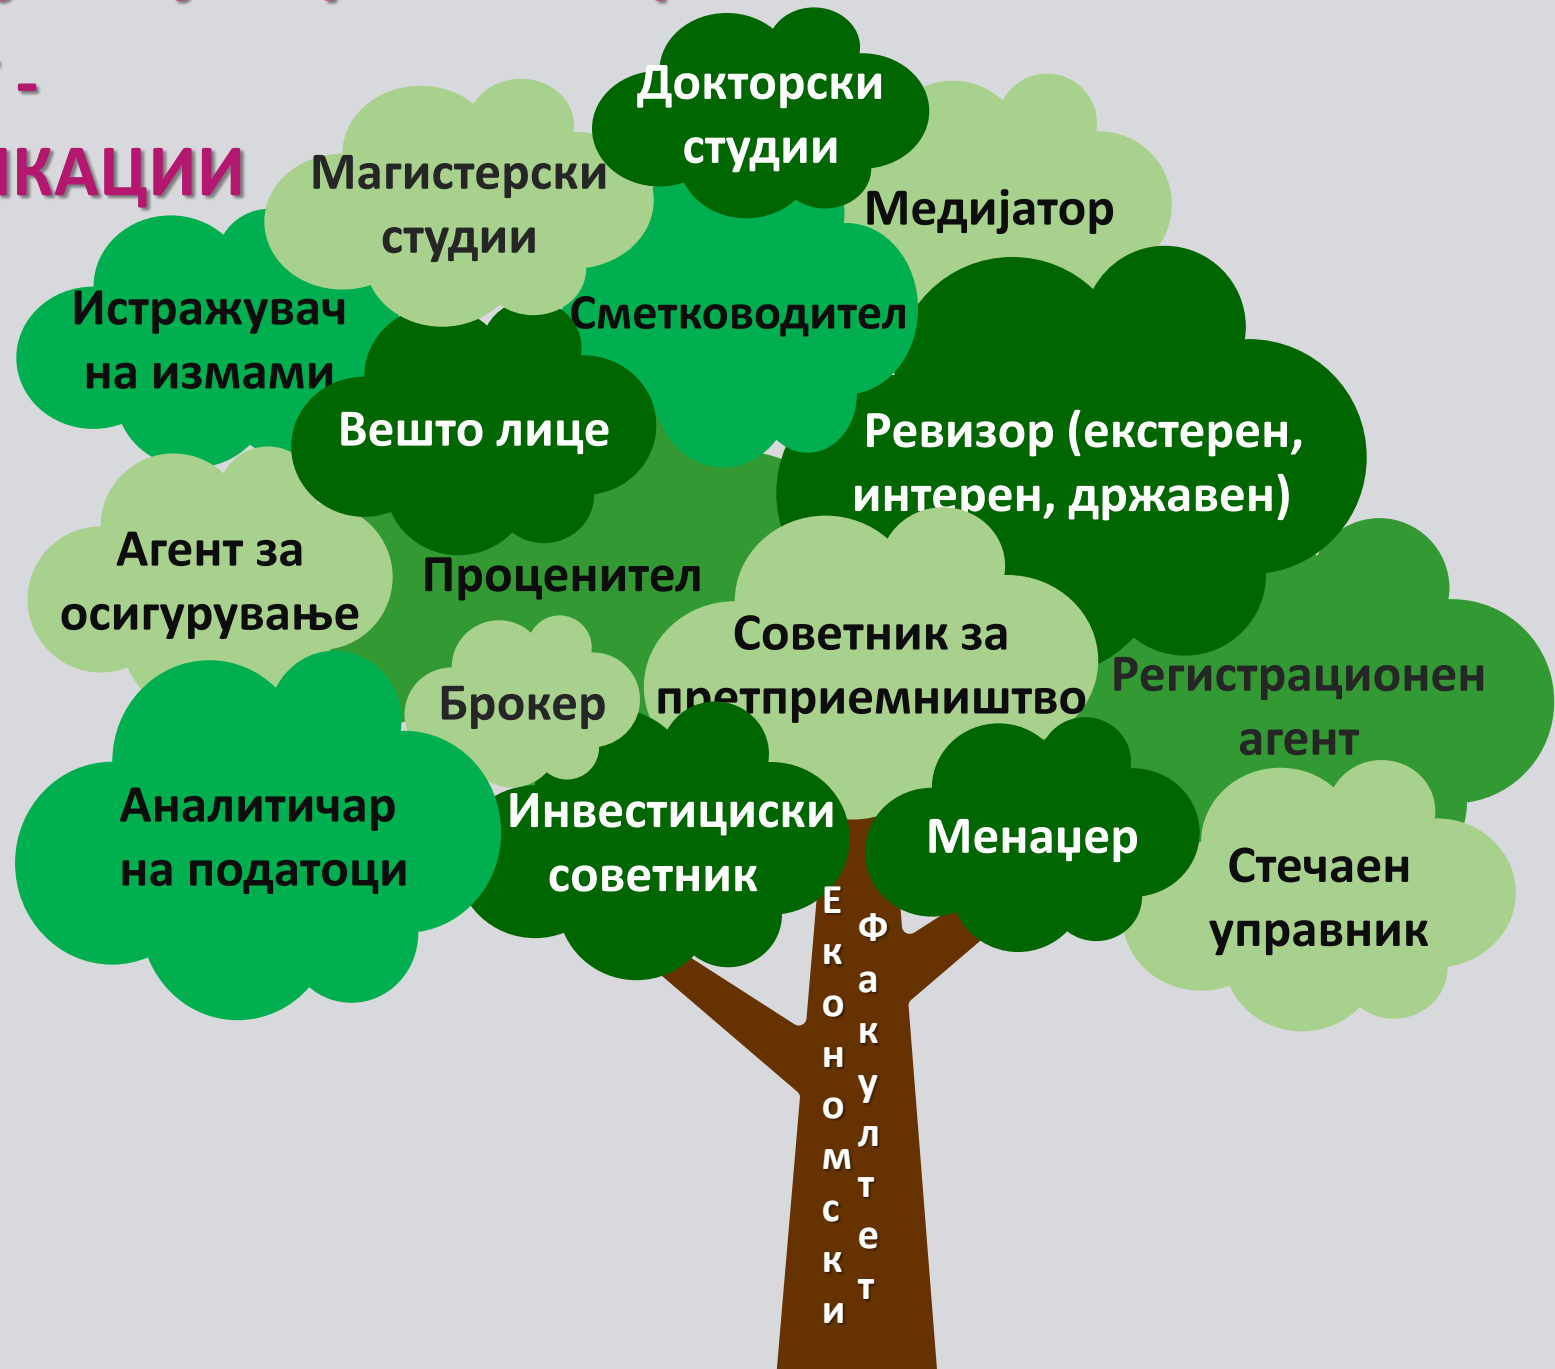 -
Докторски
студии
Магистерски
студии
Медијатор
Истражувач
на измами
Сметководител
Вешто лице
Ревизор (екстерен,
интерен, државен)
Агент за
осигурување
Проценител
Советник за
претприемништво
Регистрационен
агент
Брокер
Аналитичар
на податоци
Инвестициски
советник
Менаџер
Стечаен
управник
Економски
Факултет